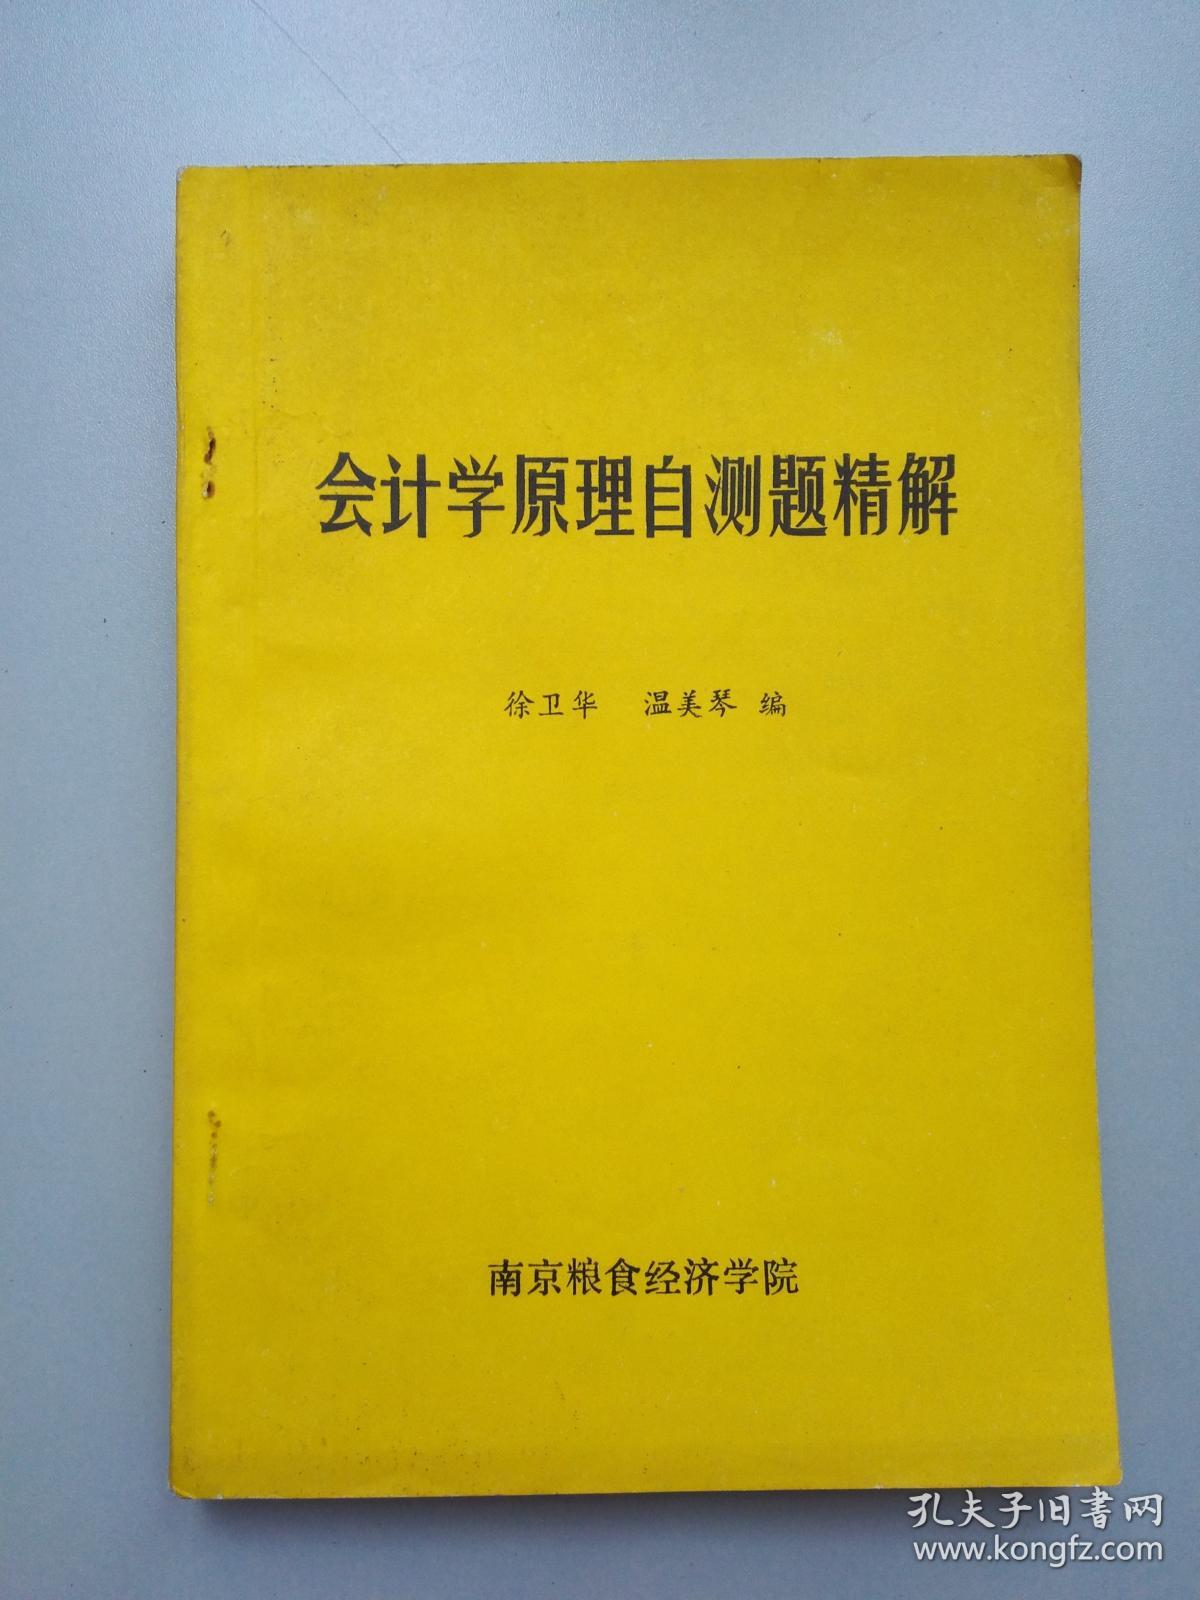 会计学原理自测题精解
徐卫华 温美琴 编
南京粮食经济学院
孔夫子旧书网
www.kongfz.com